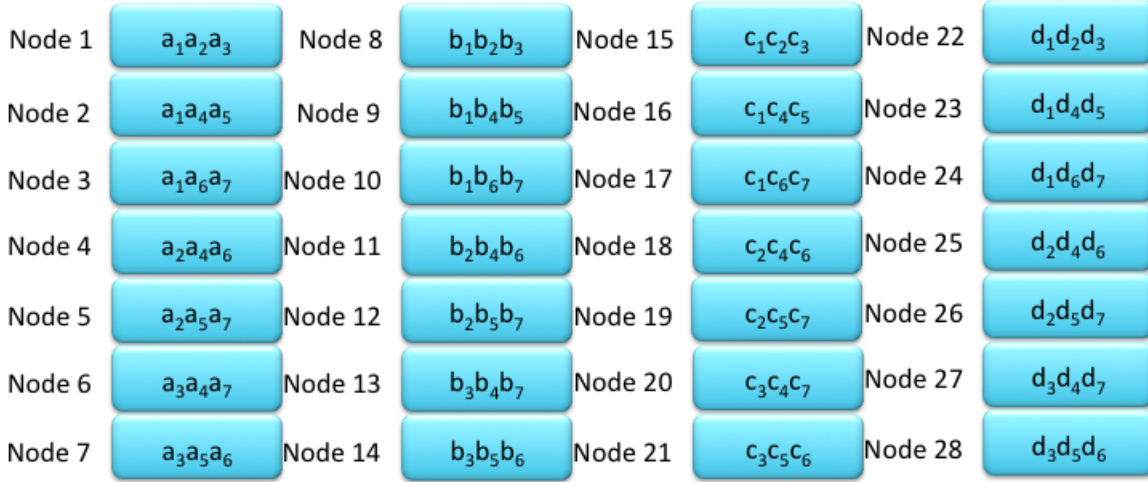 Node 1 a₁a₂a₃ Node 8 b₁b₂b₃ Node 15 c₁c₂c₃ Node 22 d₁d₂d₃
Node 2 a₁a₄a₅ Node 9 b₁b₄b₅ Node 16 c₁c₄c₅ Node 23 d₁d₄d₅
Node 3 a₁a₆a₇ Node 10 b₁b₆b₇ Node 17 c₁c₆c₇ Node 24 d₁d₆d₇
Node 4 a₂a₄a₆ Node 11 b₂b₄b₆ Node 18 c₂c₄c₆ Node 25 d₂d₄d₆
Node 5 a₂a₅a₇ Node 12 b₂b₅b₇ Node 19 c₂c₅c₇ Node 26 d₂d₅d₇
Node 6 a₃a₄a₇ Node 13 b₃b₄b₇ Node 20 c₃c₄c₇ Node 27 d₃d₄d₇
Node 7 a₃a₅a₆ Node 14 b₃b₅b₆ Node 21 c₃c₅c₆ Node 28 d₃d₅d₆